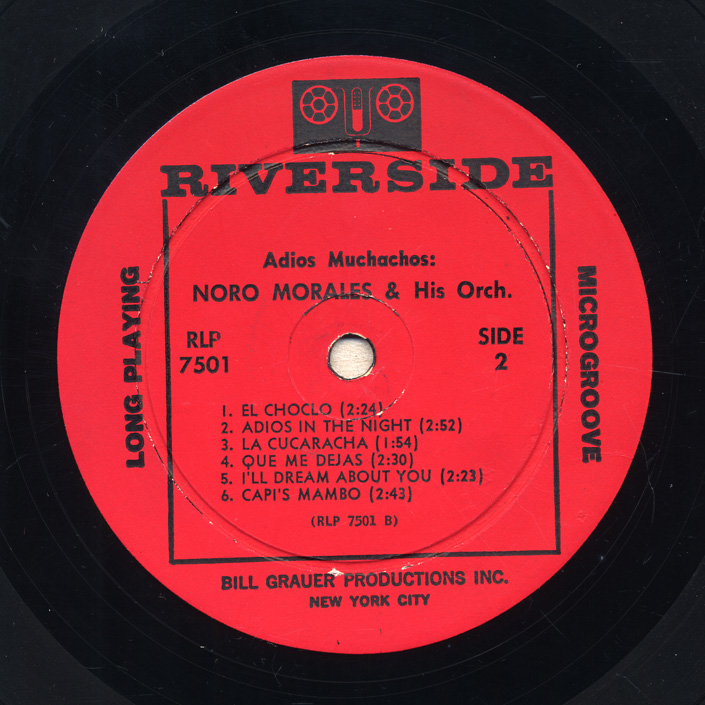 RIVERSIDE
Adios Muchachos:
NORO MORALES & His Orch.
LONG PLAYING
MICROGROOVE
RLP
7501
SIDE
2
1. EL CHOCLO (2:24)
2. ADIOS IN THE NIGHT (2:52)
3. LA CUCARACHA (1:54)
4. QUE ME DEJAS (2:30)
5. I'LL DREAM ABOUT YOU (2:23)
6. CAPI'S MAMBO (2:43)
(RLP 7501 B)
BILL GRAUER PRODUCTIONS INC.
NEW YORK CITY